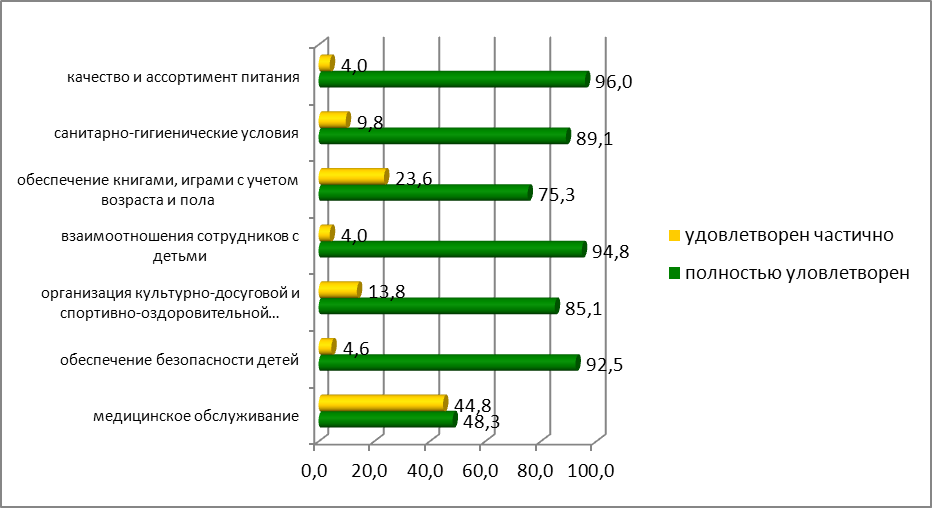 качество и ассортимент питания
4,0
96,0
санитарно-гигиенические условия
9,8
89,1
обеспечение книгами, играми с учетом
возраста и пола
23,6
75,3
взаимоотношения сотрудников с
детьми
4,0
94,8
организация культурно-досуговой и
спортивно-оздоровительной...
13,8
85,1
обеспечение безопасности детей
4,6
92,5
медицинское обслуживание
44,8
48,3
0,0 20,0 40,0 60,0 80,0 100,0
удовлетворен частично
полностью уловлетворен